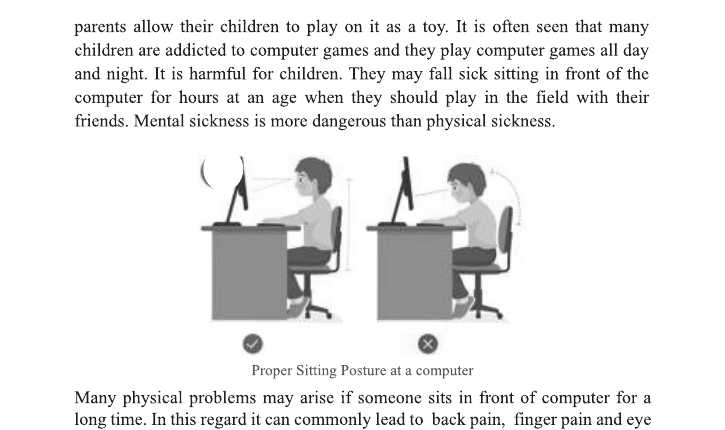 parents allow their children to play on it as a toy. It is often seen that many
children are addicted to computer games and they play computer games all day
and night. It is harmful for children. They may fall sick sitting in front of the
computer for hours at an age when they should play in the field with their
friends. Mental sickness is more dangerous than physical sickness.
Proper Sitting Posture at a computer
Many physical problems may arise if someone sits in front of computer for a
long time. In this regard it can commonly lead to back pain, finger pain and eye